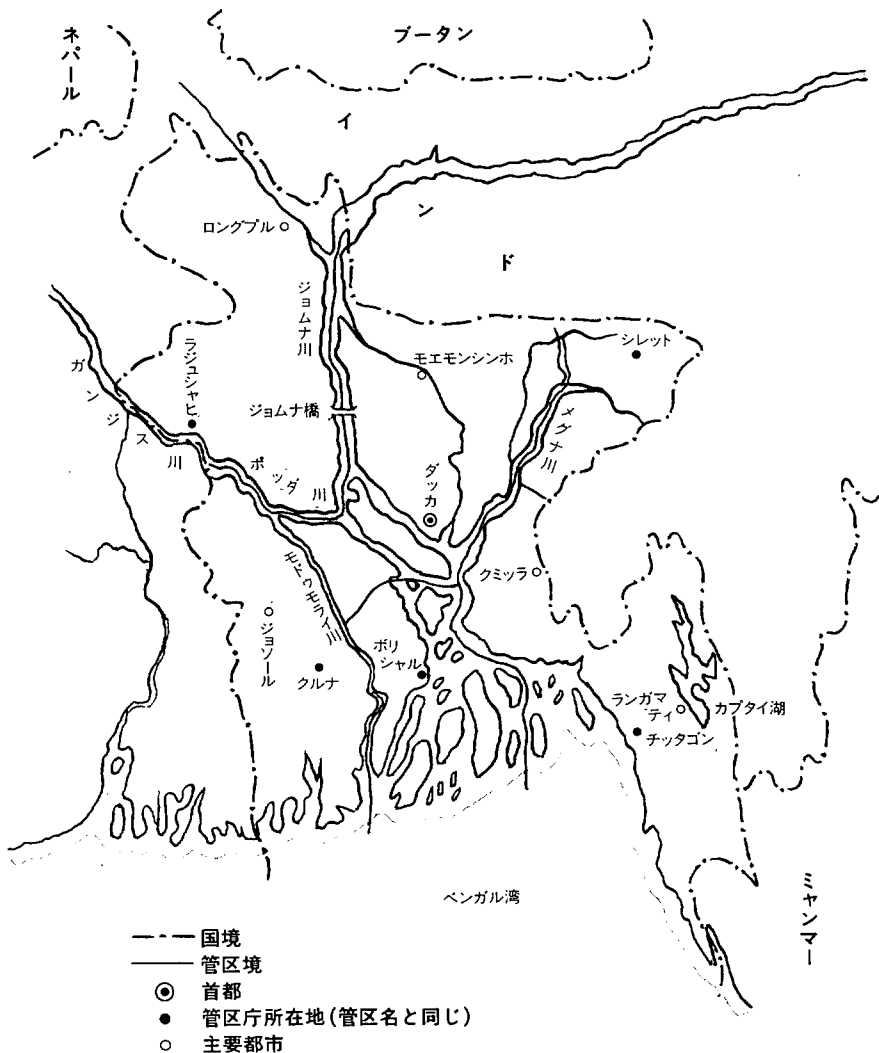 ネパール
ブータン
イ
ン
ド
ロングプル
ジョムナ川
ラジュシャヒ
モエモンシンホ
シレット
ガンジス川
ジョムナ橋
メグナ川
ポッダ川
ダッカ
クミッラ
モドゥモライ川
ジョソール
クルナ
ボリ
シャル
ランガマ
ティ
カプタイ湖
チッタゴン
ベンガル湾
ミャンマー
国境
管区境
首都
管区庁所在地(管区名と同じ)
主要都市